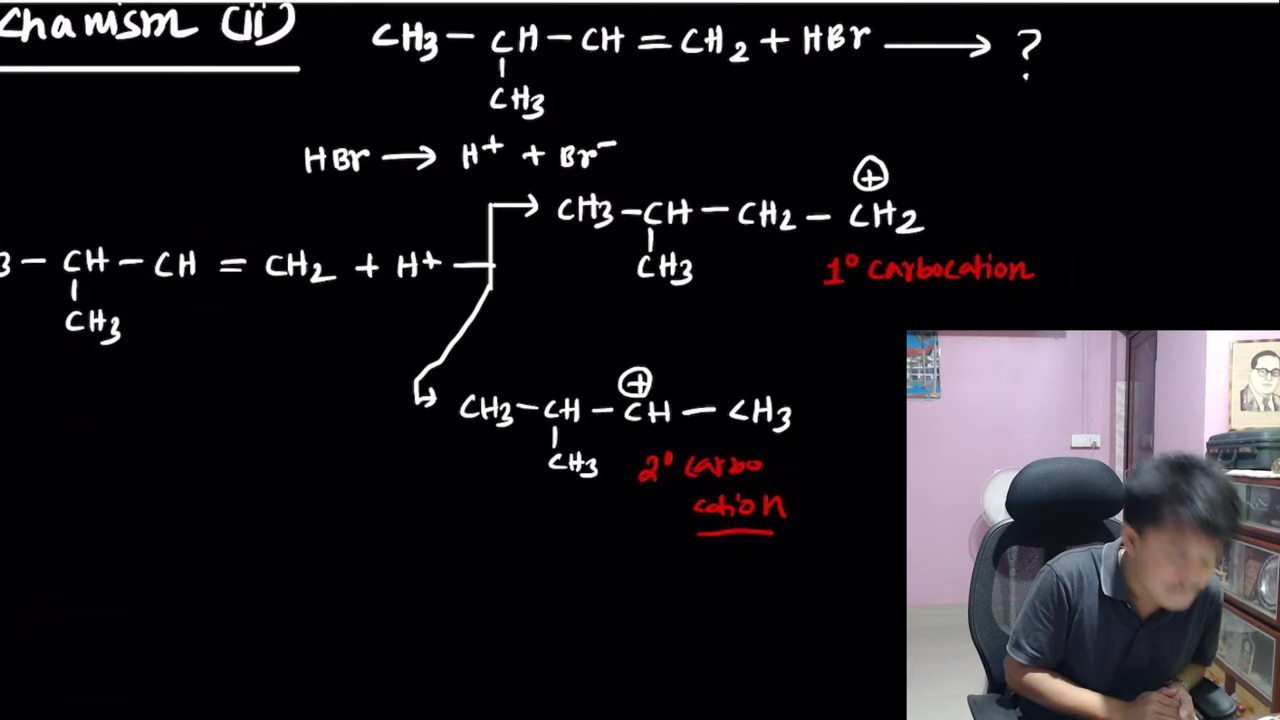 chanism (ii)
CH3 — CH — CH = CH2 + HBr ⟶ ?
CH3
HBr ⟶ H+ + Br−
⊕
CH3 — CH — CH2 — CH2
CH3
1° carbocation
3 — CH — CH = CH2 + H+
CH3
⊕
CH3 — CH — CH — CH3
CH3
2° carbo
cation